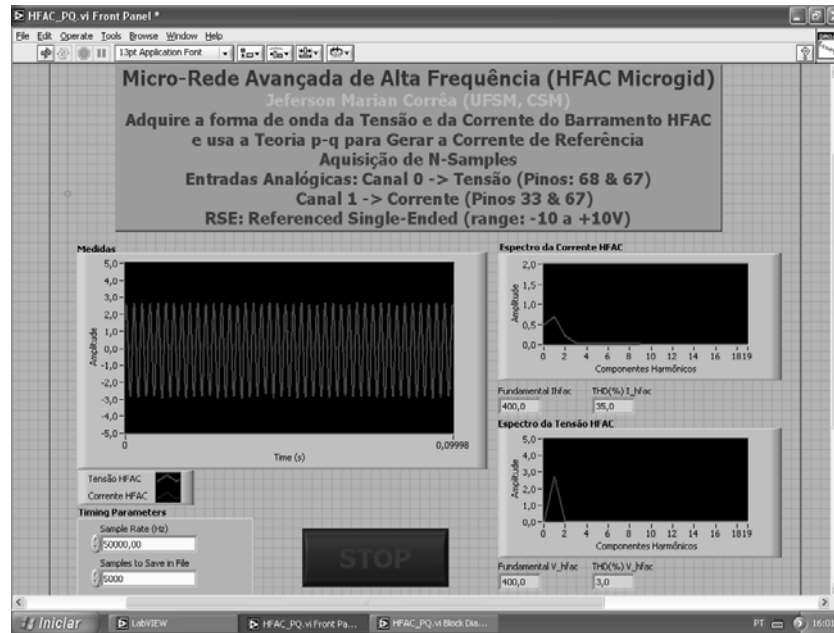 HFAC_PQ.vi Front Panel *
File Edit Operate Tools Browse Window Help
13pt Application Font
Micro-Rede Avançada de Alta Frequência (HFAC Microgid)
Jeferson Marian Corrêa (UFSM, CSM)
Adquire a forma de onda da Tensão e da Corrente do Barramento HFAC
e usa a Teoria p-q para Gerar a Corrente de Referência
Aquisição de N-Samples
Entradas Analógicas: Canal 0 -> Tensão (Pinos: 68 & 67)
Canal 1 -> Corrente (Pinos 33 & 67)
RSE: Referenced Single-Ended (range: -10 a +10V)
Medidas
5,0
4,0
3,0
2,0
1,0
0,0
-1,0
-2,0
-3,0
-4,0
-5,0
Amplitude
0 0,09998
Time (s)
Tensão HFAC
Corrente HFAC
Timing Parameters
Sample Rate (Hz)
50000,00
Samples to Save in File
5000
STOP
Espectro da Corrente HFAC
2,0
1,5
1,0
0,5
0,0
Amplitude
0 2 4 6 8 10 12 14 16 18 19
Componentes Harmônicos
Fundamental Ihfac THD(%) I_hfac
400,0 35,0
Espectro da Tensão HFAC
5,0
4,0
3,0
2,0
1,0
0,0
Amplitude
0 2 4 6 8 10 12 14 16 18 19
Componentes Harmônicos
Fundamental V_hfac THD(%) V_hfac
400,0 3,0
Iniciar LabVIEW HFAC_PQ.vi Front Pa... HFAC_PQ.vi Block Dia... PT 16:01